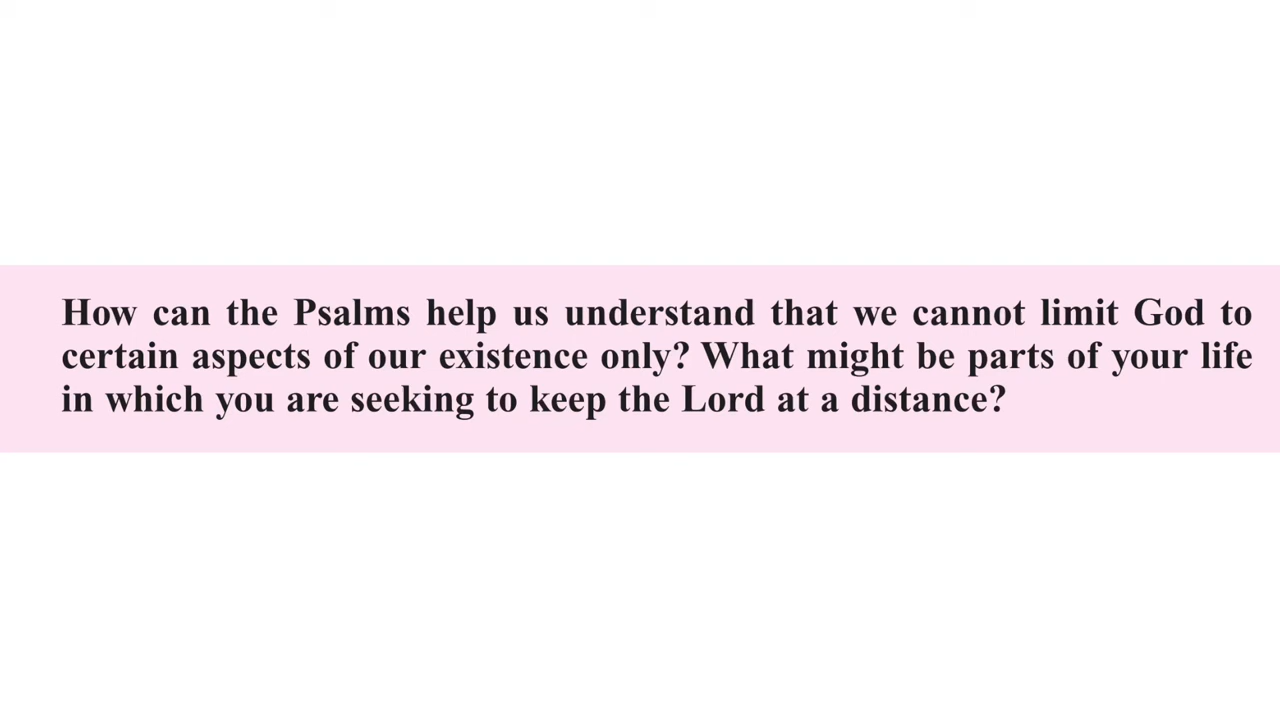 How can the Psalms help us understand that we cannot limit God to
certain aspects of our existence only? What might be parts of your life
in which you are seeking to keep the Lord at a distance?